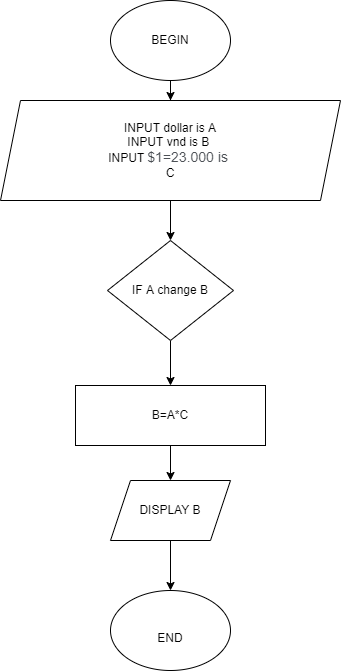 BEGIN
INPUT dollar is A
INPUT vnd is B
INPUT $1=23.000 is
C
IF A change B
B=A*C
DISPLAY B
END